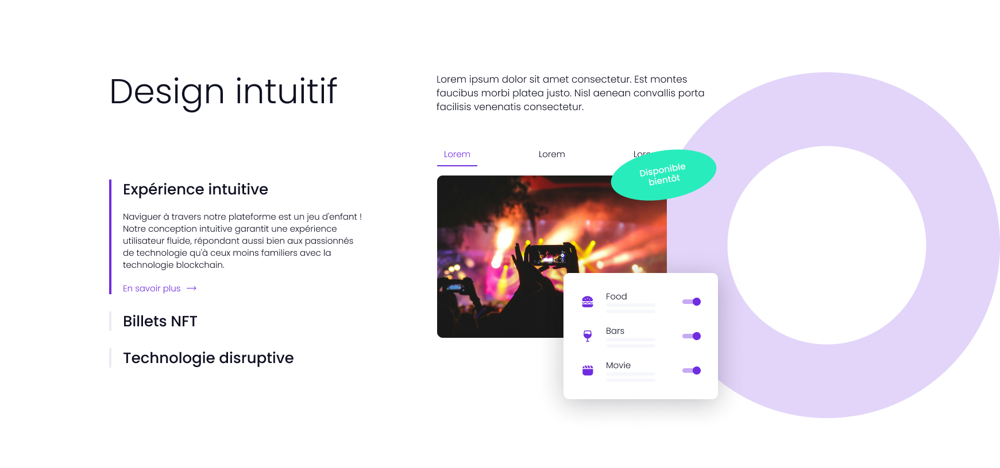 Design intuitif
Lorem ipsum dolor sit amet consectetur. Est montes
faucibus morbi platea justo. Nisl aenean convallis porta
facilisis venenatis consectetur.
Expérience intuitive
Naviguer à travers notre plateforme est un jeu d'enfant !
Notre conception intuitive garantit une expérience
utilisateur fluide, répondant aussi bien aux passionnés
de technologie qu'à ceux moins familiers avec la
technologie blockchain.
En savoir plus →
Billets NFT
Technologie disruptive
Lorem
Lorem
Lorem
Disponible
bientôt
Food
Bars
Movie